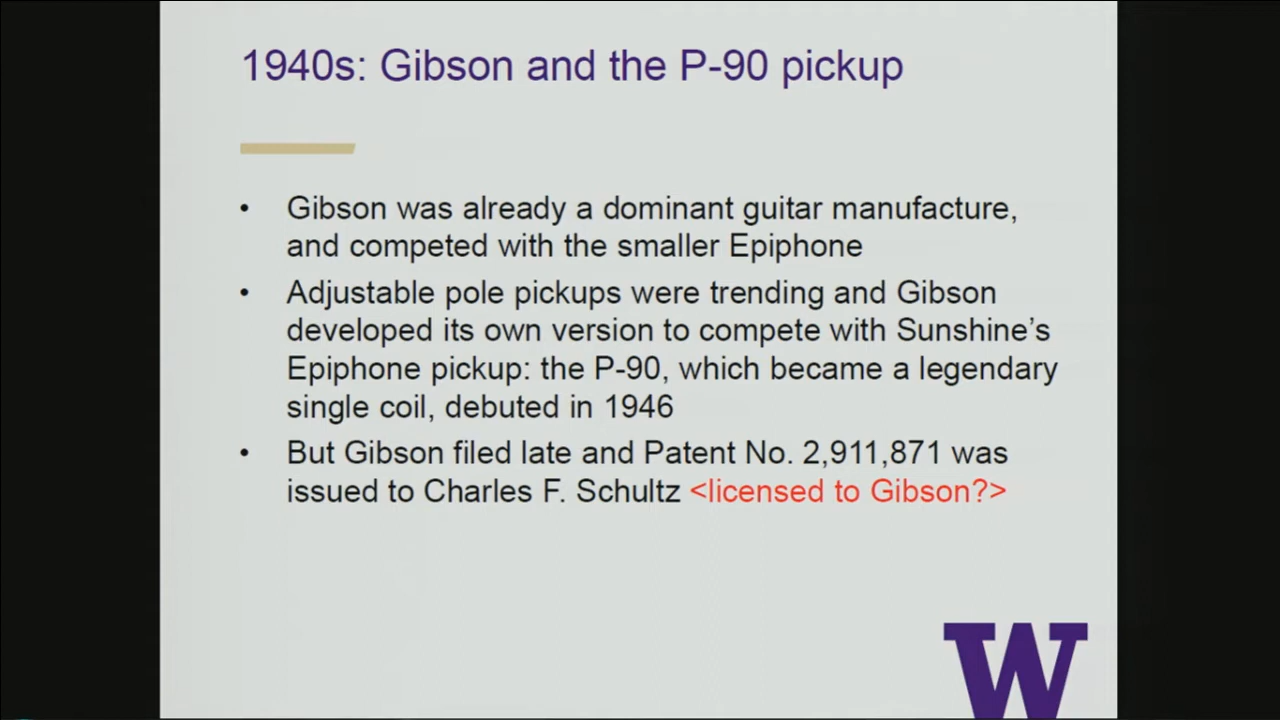 1940s: Gibson and the P-90 pickup
• Gibson was already a dominant guitar manufacture,
and competed with the smaller Epiphone
• Adjustable pole pickups were trending and Gibson
developed its own version to compete with Sunshine’s
Epiphone pickup: the P-90, which became a legendary
single coil, debuted in 1946
• But Gibson filed late and Patent No. 2,911,871 was
issued to Charles F. Schultz <licensed to Gibson?>
W